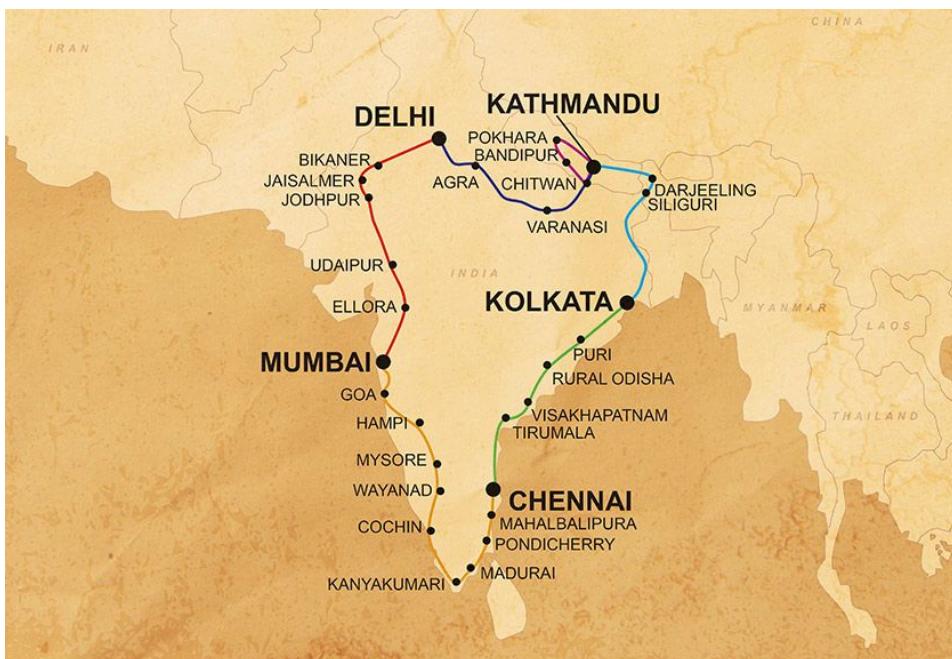 IRAN
CHINA
KATHMANDU
DELHI
POKHARA
BANDIPUR
BIKANER
AGRA
CHITWAN
JAISALMER
DARJEELING
JODHPUR
SILIGURI
VARANASI
UDAIPUR
INDIA
ELLORA
KOLKATA
MYANMAR
LAOS
PURI
MUMBAI
RURAL ODISHA
GOA
VISAKHAPATNAM
THAILAND
HAMPI
TIRUMALA
MYSORE
WAYANAD
CHENNAI
COCHIN
MAHALBALIPURA
PONDICHERRY
MADURAI
KANYAKUMARI